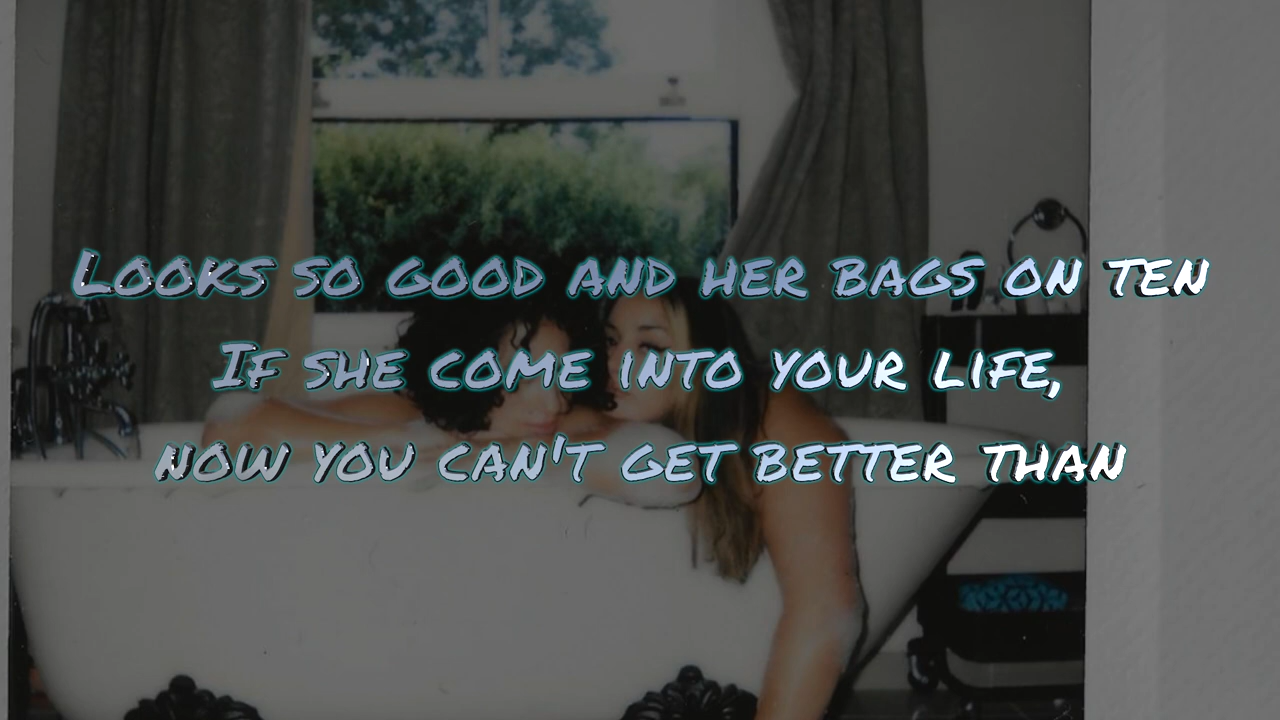 Looks so good and her bags on ten
If she come into your life,
now you can't get better than